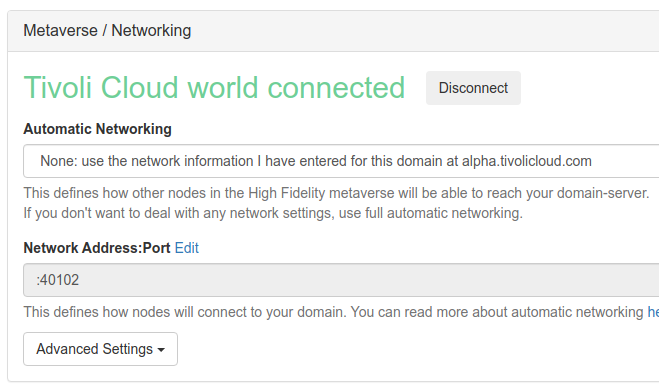 Metaverse / Networking
Tivoli Cloud world connected Disconnect
Automatic Networking
None: use the network information I have entered for this domain at alpha.tivolicloud.com
This defines how other nodes in the High Fidelity metaverse will be able to reach your domain-server.
If you don't want to deal with any network settings, use full automatic networking.
Network Address:Port Edit
:40102
This defines how nodes will connect to your domain. You can read more about automatic networking
Advanced Settings